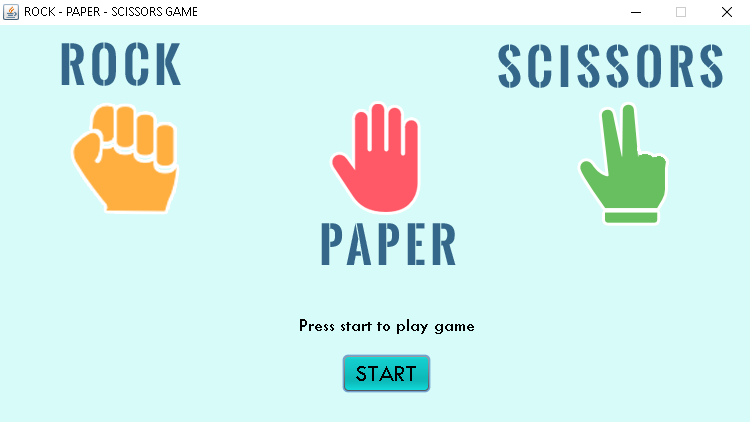 ROCK - PAPER - SCISSORS GAME
ROCK
SCISSORS
PAPER
Press start to play game
START